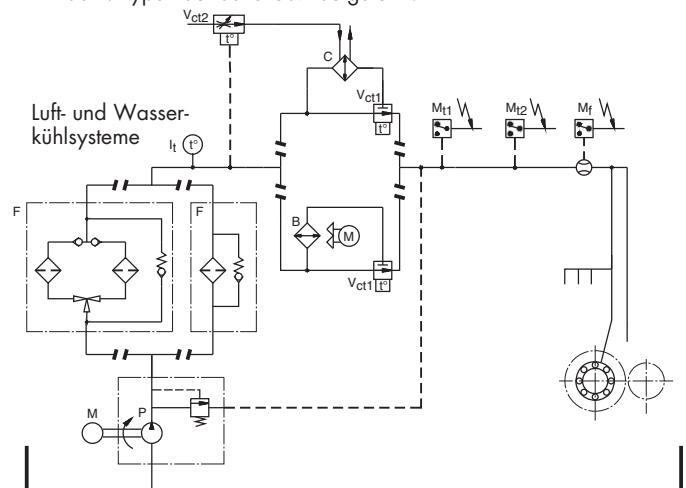 Vct2
t°
C
Vct1
t°
Luft- und Wasser-
kühlsysteme
It
t°
Mt1
Mt2
Mf
F
F
B
M
Vct1
t°
M
P